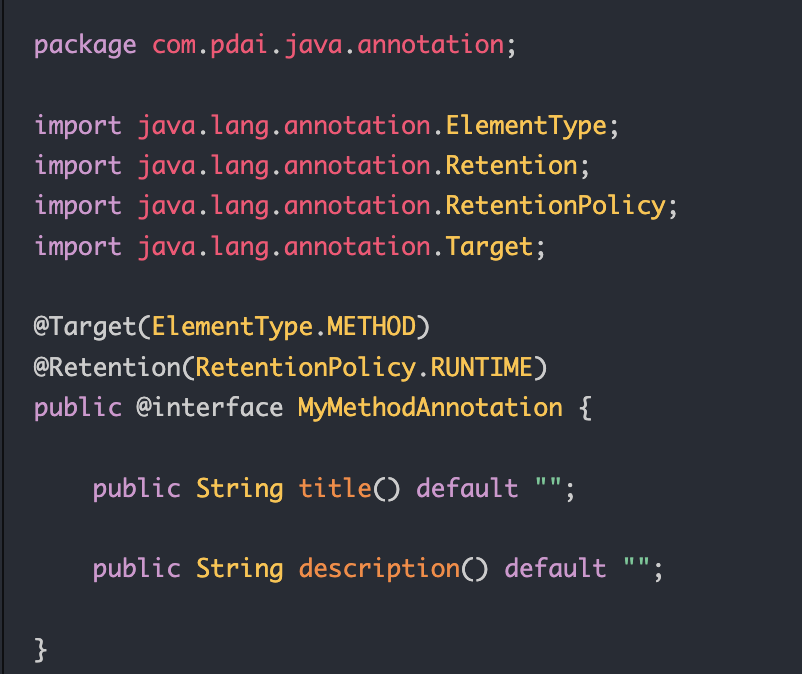 package com.pdai.java.annotation;
import java.lang.annotation.ElementType;
import java.lang.annotation.Retention;
import java.lang.annotation.RetentionPolicy;
import java.lang.annotation.Target;
@Target(ElementType.METHOD)
@Retention(RetentionPolicy.RUNTIME)
public @interface MyMethodAnnotation {
    public String title() default "";
    public String description() default "";
}